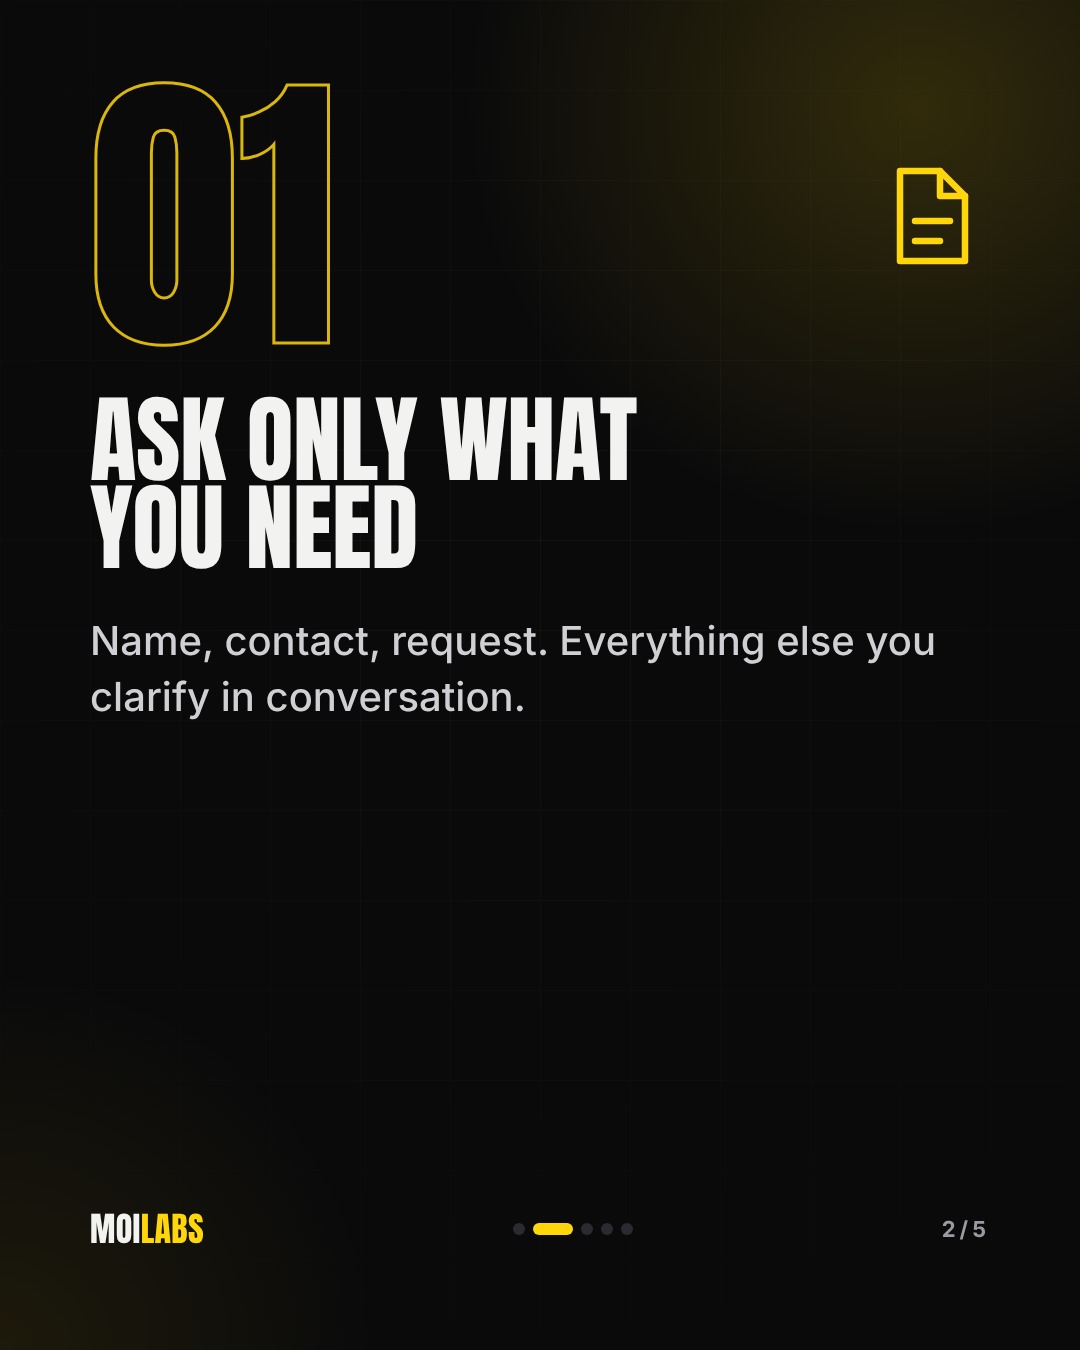 01
ASK ONLY WHAT
YOU NEED
Name, contact, request. Everything else you
clarify in conversation.
MOILABS
2 / 5